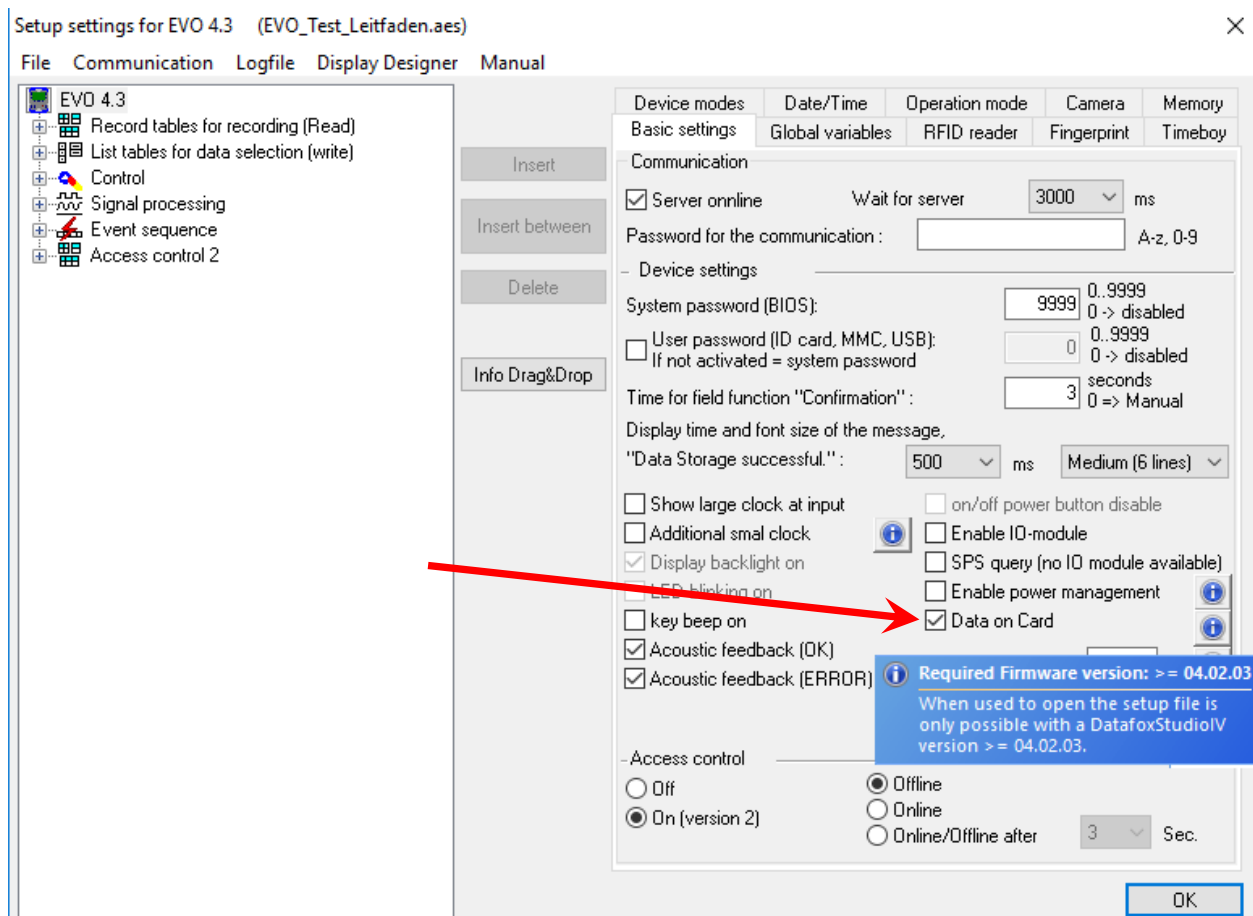 Setup settings for EVO 4.3 (EVO_Test_Leitfaden.aes)
File Communication Logfile Display Designer Manual
EVO 4.3
Record tables for recording (Read)
List tables for data selection (write)
Control
Signal processing
Event sequence
Access control 2
Insert
Insert between
Delete
Info Drag&Drop
Device modes Date/Time Operation mode Camera Memory
Basic settings Global variables RFID reader Fingerprint Timeboy
Communication
Server onnline Wait for server 3000 ms
Password for the communication : A-z, 0-9
Device settings
System password (BIOS): 9999 0..9999
0 -> disabled
User password (ID card, MMC, USB): 0 0..9999
If not activated = system password 0 -> disabled
Time for field function "Confirmation" : 3 seconds
0 => Manual
Display time and font size of the message,
"Data Storage successful." : 500 ms Medium (6 lines)
Show large clock at input on/off power button disable
Additional smal clock Enable IO-module
Display backlight on SPS query (no IO module available)
LED blinking on Enable power management
key beep on Data on Card
Acoustic feedback (OK)
Acoustic feedback (ERROR)
Required Firmware version: >= 04.02.03
When used to open the setup file is
only possible with a DatafoxStudioIV
version >= 04.02.03.
Access control
Off Offline
On (version 2) Online
Online/Offline after 3 Sec.
OK